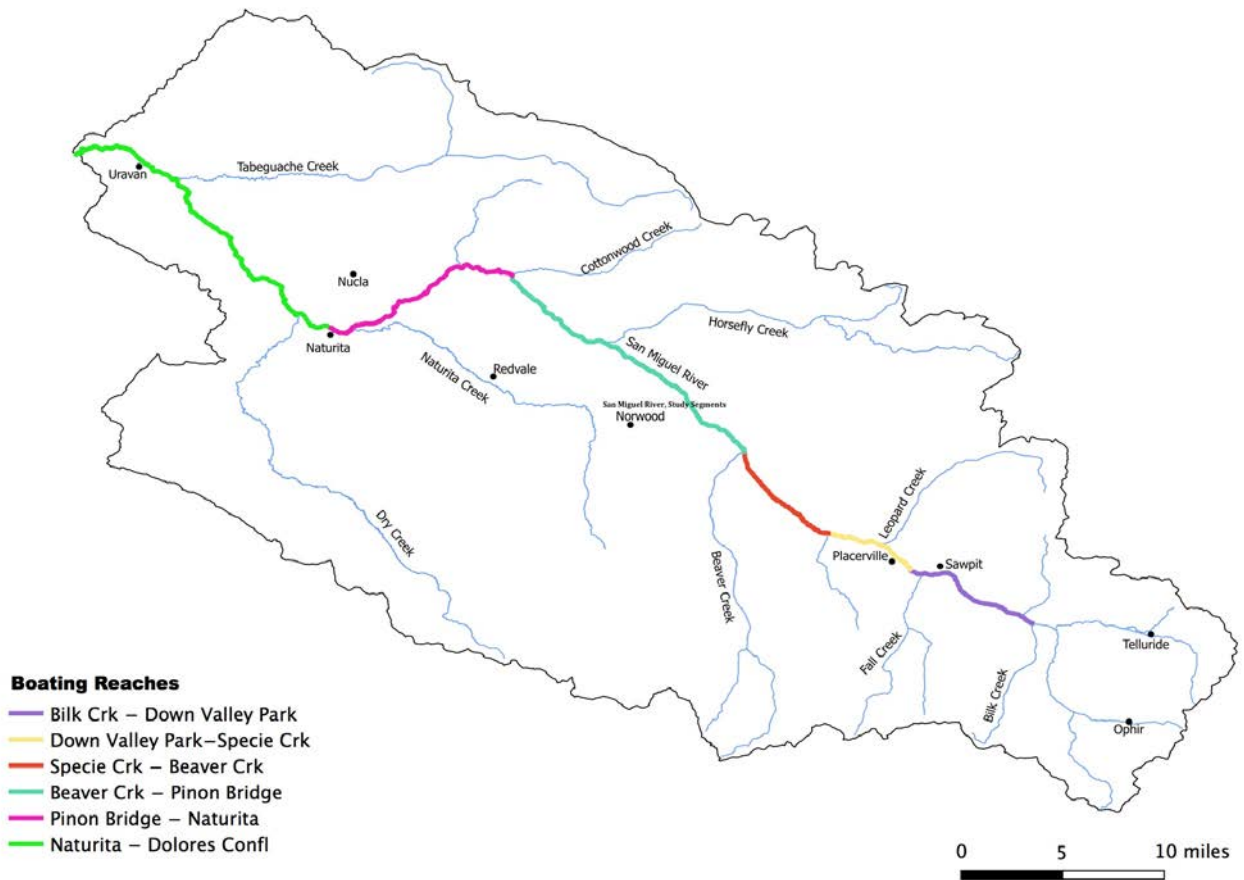 Uravan
Tabeguache Creek
Cottonwood Creek
Nucla
Horsefly Creek
Naturita
San Miguel River
Naturita Creek
Redvale
San Miguel River, Study Segments
Norwood
Leopard Creek
Dry Creek
Placerville
Sawpit
Beaver Creek
Fall Creek
Telluride
Bilk Creek
Ophir
Boating Reaches
Bilk Crk – Down Valley Park
Down Valley Park–Specie Crk
Specie Crk – Beaver Crk
Beaver Crk – Pinon Bridge
Pinon Bridge – Naturita
Naturita – Dolores Confl
0 5 10 miles